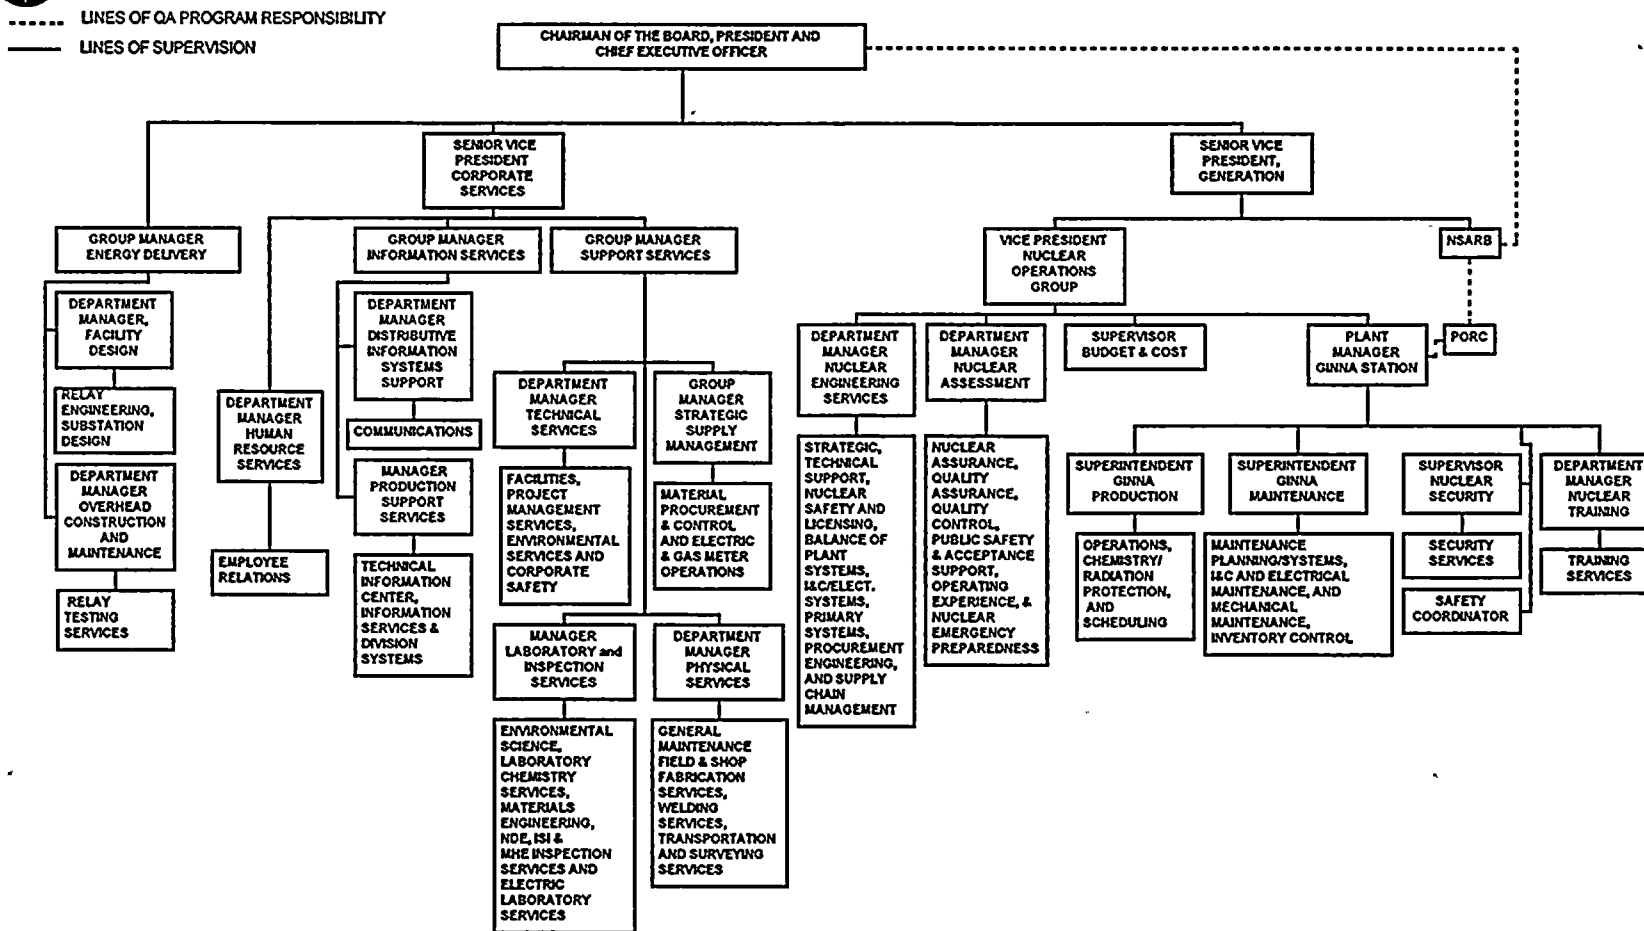 LINES OF QA PROGRAM RESPONSIBILITY
LINES OF SUPERVISION
CHAIRMAN OF THE BOARD, PRESIDENT AND
CHIEF EXECUTIVE OFFICER
SENIOR VICE
PRESIDENT
CORPORATE
SERVICES
SENIOR VICE
PRESIDENT,
GENERATION
GROUP MANAGER
ENERGY DELIVERY
GROUP MANAGER
INFORMATION SERVICES
GROUP MANAGER
SUPPORT SERVICES
VICE PRESIDENT
NUCLEAR
OPERATIONS
GROUP
NSARB
DEPARTMENT
MANAGER,
FACILITY
DESIGN
RELAY
ENGINEERING,
SUBSTATION
DESIGN
DEPARTMENT
MANAGER
OVERHEAD
CONSTRUCTION
AND
MAINTENANCE
RELAY
TESTING
SERVICES
DEPARTMENT
MANAGER
HUMAN
RESOURCE
SERVICES
EMPLOYEE
RELATIONS
DEPARTMENT
MANAGER
DISTRIBUTIVE
INFORMATION
SYSTEMS
SUPPORT
COMMUNICATIONS
MANAGER
PRODUCTION
SUPPORT
SERVICES
TECHNICAL
INFORMATION
CENTER,
INFORMATION
SERVICES &
DIVISION
SYSTEMS
DEPARTMENT
MANAGER
TECHNICAL
SERVICES
FACILITIES,
PROJECT
MANAGEMENT
SERVICES,
ENVIRONMENTAL
SERVICES AND
CORPORATE
SAFETY
GROUP
MANAGER
STRATEGIC
SUPPLY
MANAGEMENT
MATERIAL
PROCUREMENT
& CONTROL
AND ELECTRIC
& GAS METER
OPERATIONS
MANAGER
LABORATORY and
INSPECTION
SERVICES
ENVIRONMENTAL
SCIENCE,
LABORATORY
CHEMISTRY
SERVICES,
MATERIALS
ENGINEERING,
NDE, ISI &
MHE INSPECTION
SERVICES AND
ELECTRIC
LABORATORY
SERVICES
DEPARTMENT
MANAGER
PHYSICAL
SERVICES
GENERAL
MAINTENANCE
FIELD & SHOP
FABRICATION
SERVICES,
WELDING
SERVICES,
TRANSPORTATION
AND SURVEYING
SERVICES
DEPARTMENT
MANAGER
NUCLEAR
ENGINEERING
SERVICES
STRATEGIC,
TECHNICAL
SUPPORT,
NUCLEAR
SAFETY AND
LICENSING,
BALANCE OF
PLANT
SYSTEMS,
I&C/ELECT.
SYSTEMS,
PRIMARY
SYSTEMS,
PROCUREMENT
ENGINEERING,
AND SUPPLY
CHAIN
MANAGEMENT
DEPARTMENT
MANAGER
NUCLEAR
ASSESSMENT
NUCLEAR
ASSURANCE,
QUALITY
ASSURANCE,
QUALITY
CONTROL,
PUBLIC SAFETY
& ACCEPTANCE
SUPPORT,
OPERATING
EXPERIENCE, &
NUCLEAR
EMERGENCY
PREPAREDNESS
SUPERVISOR
BUDGET & COST
PLANT
MANAGER
GINNA STATION
PORC
SUPERINTENDENT
GINNA
PRODUCTION
OPERATIONS,
CHEMISTRY/
RADIATION
PROTECTION,
AND
SCHEDULING
SUPERINTENDENT
GINNA
MAINTENANCE
MAINTENANCE
PLANNING/SYSTEMS,
I&C AND ELECTRICAL
MAINTENANCE, AND
MECHANICAL
MAINTENANCE,
INVENTORY CONTROL
SUPERVISOR
NUCLEAR
SECURITY
SECURITY
SERVICES
SAFETY
COORDINATOR
DEPARTMENT
MANAGER
NUCLEAR
TRAINING
TRAINING
SERVICES